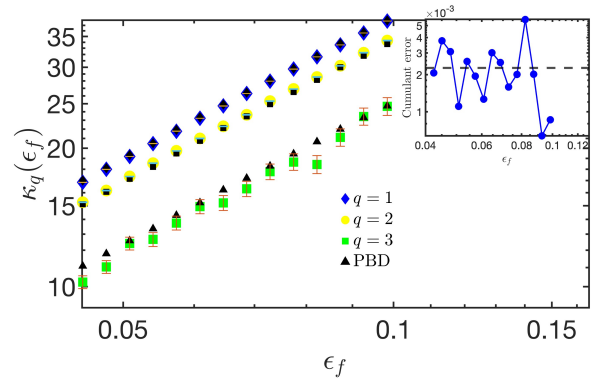 35
30
25
20
15
10
κ_q(ϵ_f)
0.05
0.1
0.15
ϵ_f
q = 1
q = 2
q = 3
PBD
×10⁻³
5
4
3
2
1
Cumulant error
0.04
0.06
0.08
0.10
0.12
ϵ_f